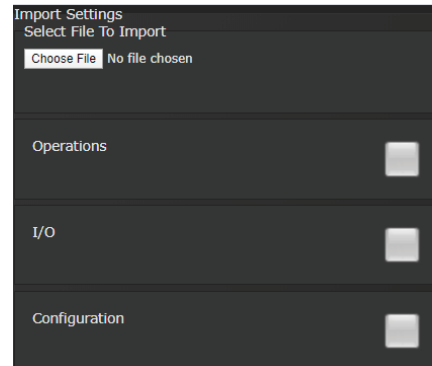 Import Settings
Select File To Import
Choose File No file chosen
Operations
I/O
Configuration